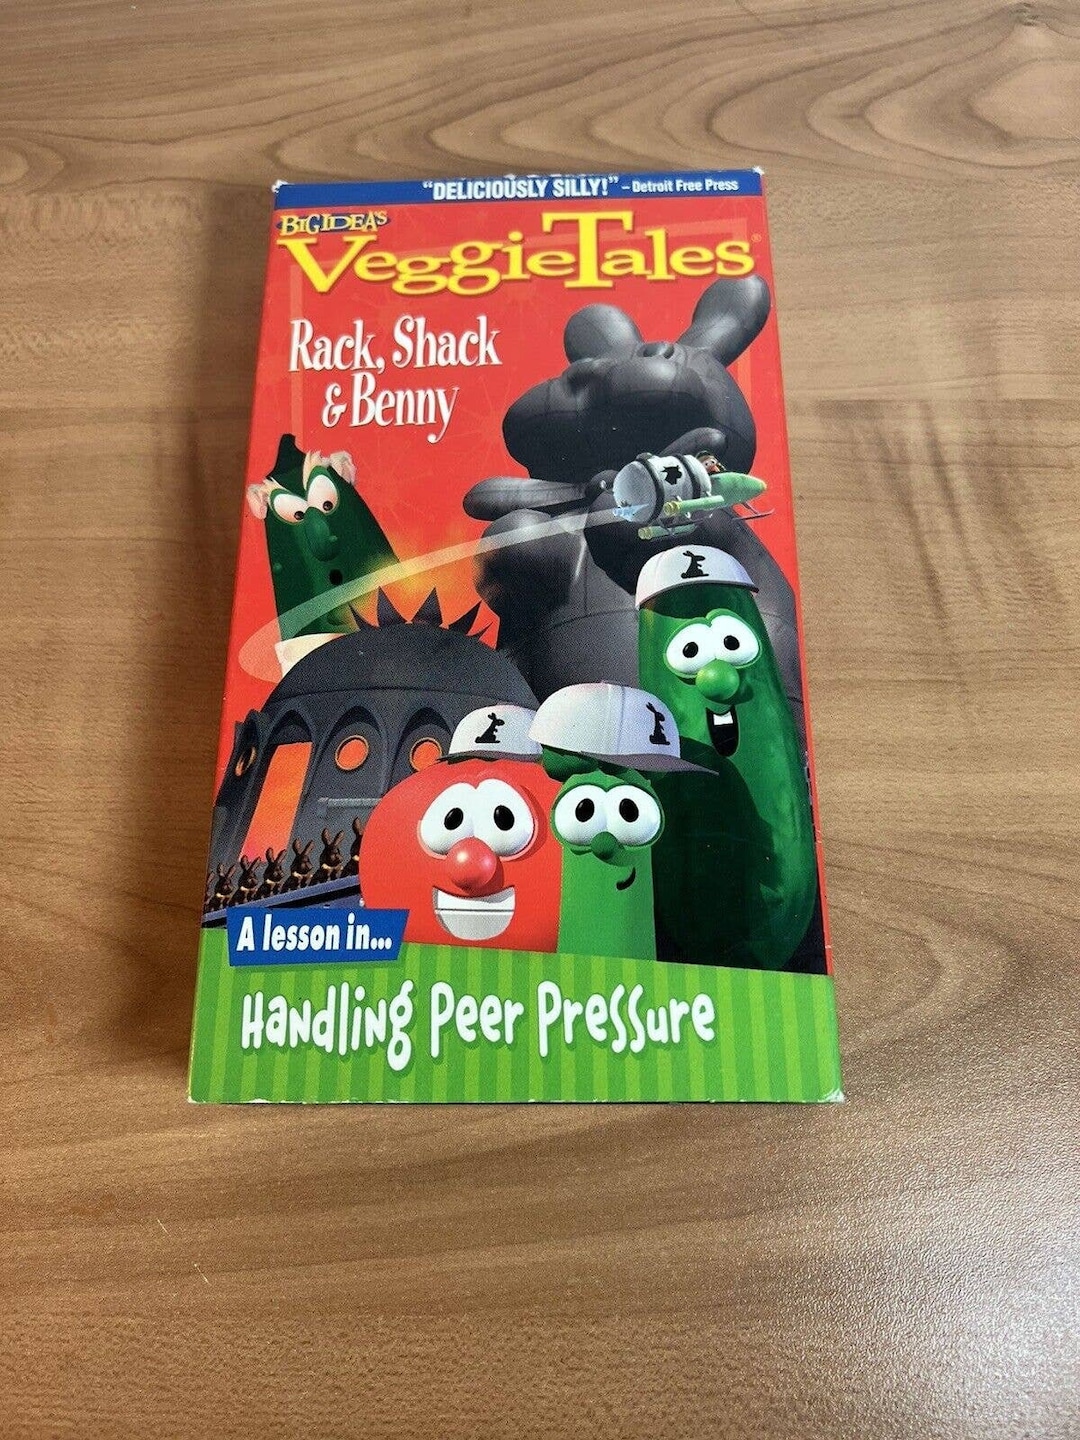 "DELICIOUSLY SILLY!" – Detroit Free Press
BIG IDEA'S
VeggieTales®
Rack, Shack
& Benny
A lesson in...
Handling Peer Pressure